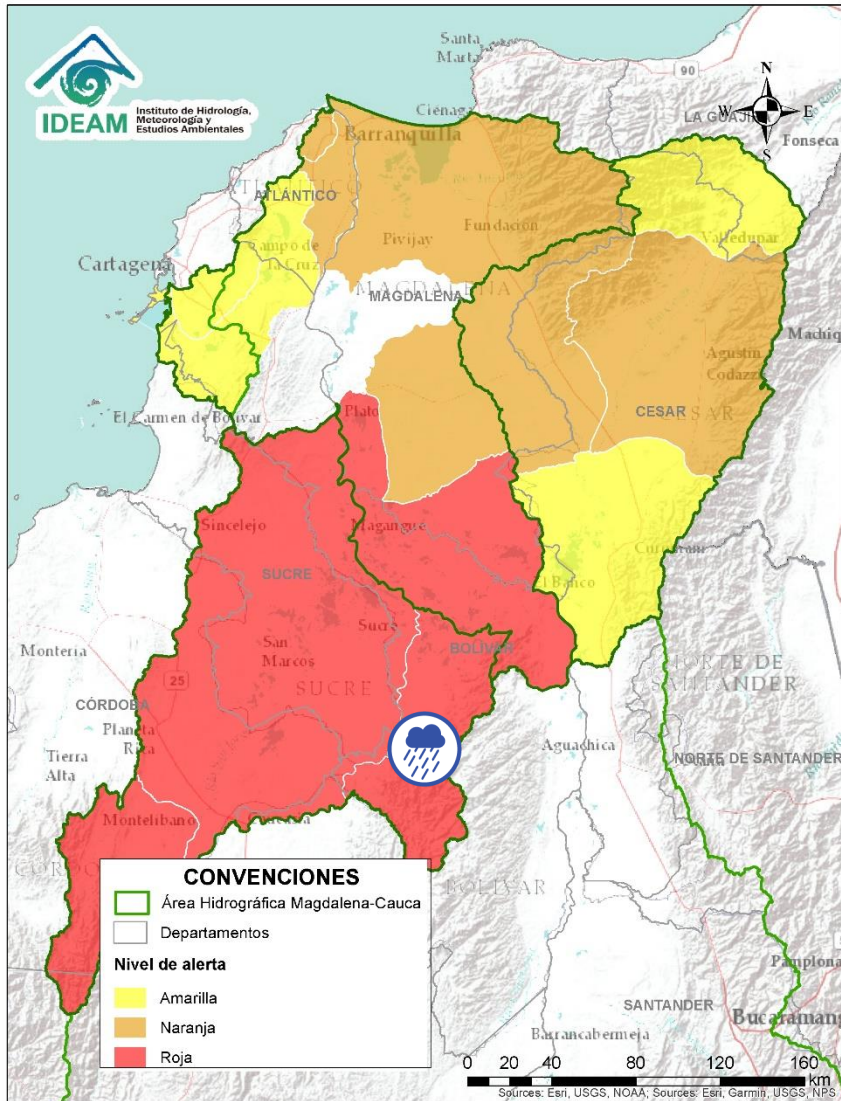 IDEAM
Instituto de Hidrología,
Meteorología y
Estudios Ambientales
Santa
Marta
90
N
W
E
S
LA GUAJIRA
Fonseca
Ciénaga
Barranquilla
ATLÁNTICO
Campo de
la Cruz
Pivijay
Fundación
Valledupar
Cartagena
MAGDALENA
MAGDALENA
Agustín
Codazzi
El Carmen de Bolívar
Plato
CESAR
CESAR
Sincelejo
Magangué
SUCRE
El Banco
Sucre
BOLÍVAR
Montería
San
Marcos
SUCRE
NORTE DE
SANTANDER
25
CÓRDOBA
Planeta
Rica
Tierra
Alta
Aguachica
NORTE DE SANTANDER
Montelíbano
BOLÍVAR
CONVENCIONES
Área Hidrográfica Magdalena-Cauca
Departamentos
Nivel de alerta
Amarilla
Naranja
Roja
Pamplona
SANTANDER
Bucaramang
Barrancabermeja
0 20 40 80 120 160
km
Sources: Esri, USGS, NOAA; Sources: Esri, Garmin, USGS, NPS